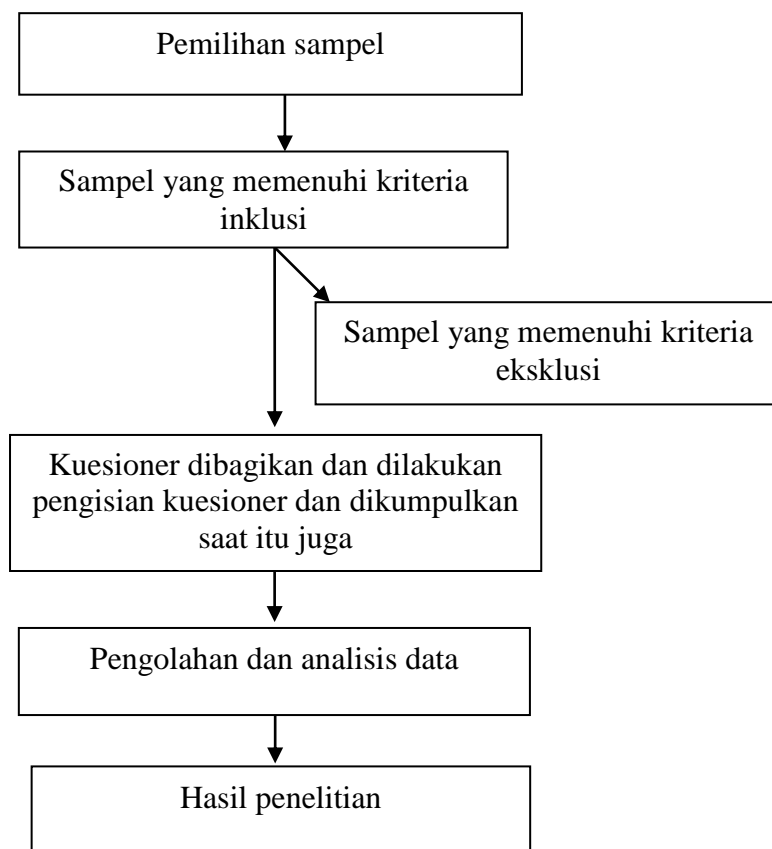 Pemilihan sampel
Sampel yang memenuhi kriteria
inklusi
Sampel yang memenuhi kriteria
eksklusi
Kuesioner dibagikan dan dilakukan
pengisian kuesioner dan dikumpulkan
saat itu juga
Pengolahan dan analisis data
Hasil penelitian